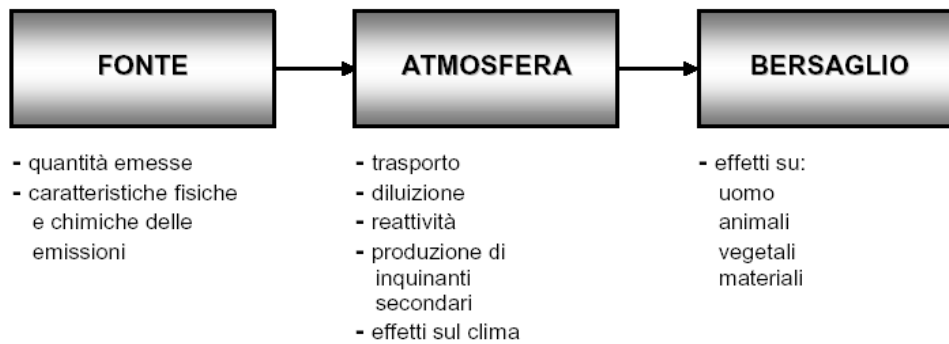 FONTE
ATMOSFERA
BERSAGLIO
- quantità emesse
- caratteristiche fisiche
e chimiche delle
emissioni
- trasporto
- diluizione
- reattività
- produzione di
inquinanti
secondari
- effetti sul clima
- effetti su:
uomo
animali
vegetali
materiali